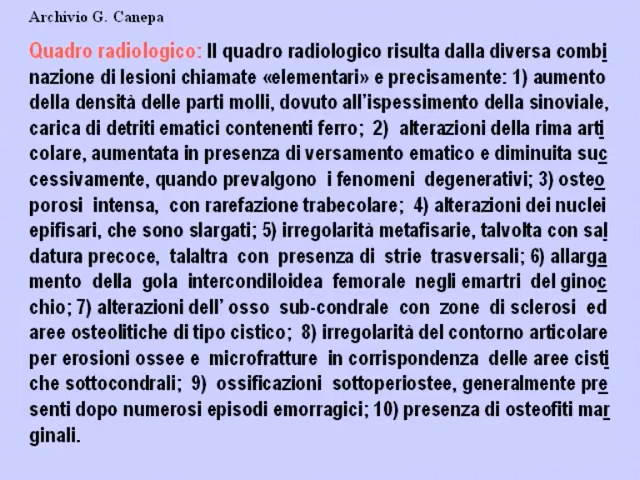 Archivio G. Canepa
Quadro radiologico: Il quadro radiologico risulta dalla diversa combi
nazione di lesioni chiamate «elementari» e precisamente: 1) aumento
della densità delle parti molli, dovuto all'ispessimento della sinoviale,
carica di detriti ematici contenenti ferro; 2) alterazioni della rima arti
colare, aumentata in presenza di versamento ematico e diminuita suc
cessivamente, quando prevalgono i fenomeni degenerativi; 3) osteo
porosi intensa, con rarefazione trabecolare; 4) alterazioni dei nuclei
epifisari, che sono slargati; 5) irregolarità metafisarie, talvolta con sal
datura precoce, talaltra con presenza di strie trasversali; 6) allarga
mento della gola intercondiloidea femorale negli emartri del ginoc
chio; 7) alterazioni dell' osso sub-condrale con zone di sclerosi ed
aree osteolitiche di tipo cistico; 8) irregolarità del contorno articolare
per erosioni ossee e microfratture in corrispondenza delle aree cisti
che sottocondrali; 9) ossificazioni sottoperiostee, generalmente pre
senti dopo numerosi episodi emorragici; 10) presenza di osteofiti mar
ginali.